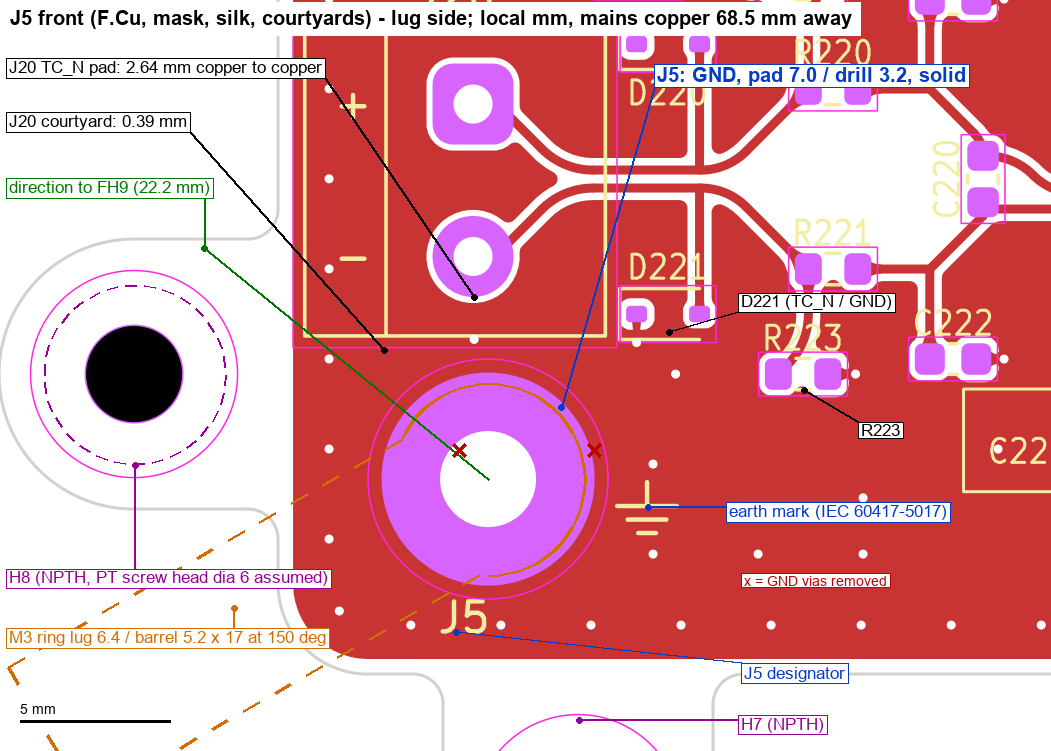 J5 front (F.Cu, mask, silk, courtyards) - lug side; local mm, mains copper 68.5 mm away
J20 TC_N pad: 2.64 mm copper to copper
R220
J5: GND, pad 7.0 / drill 3.2, solid
D220
+
J20 courtyard: 0.39 mm
C220
direction to FH9 (22.2 mm)
R221
−
D221
D221 (TC_N / GND)
R223
C222
R223
C22
earth mark (IEC 60417-5017)
H8 (NPTH, PT screw head dia 6 assumed)
x = GND vias removed
J5
M3 ring lug 6.4 / barrel 5.2 x 17 at 150 deg
J5 designator
5 mm
H7 (NPTH)